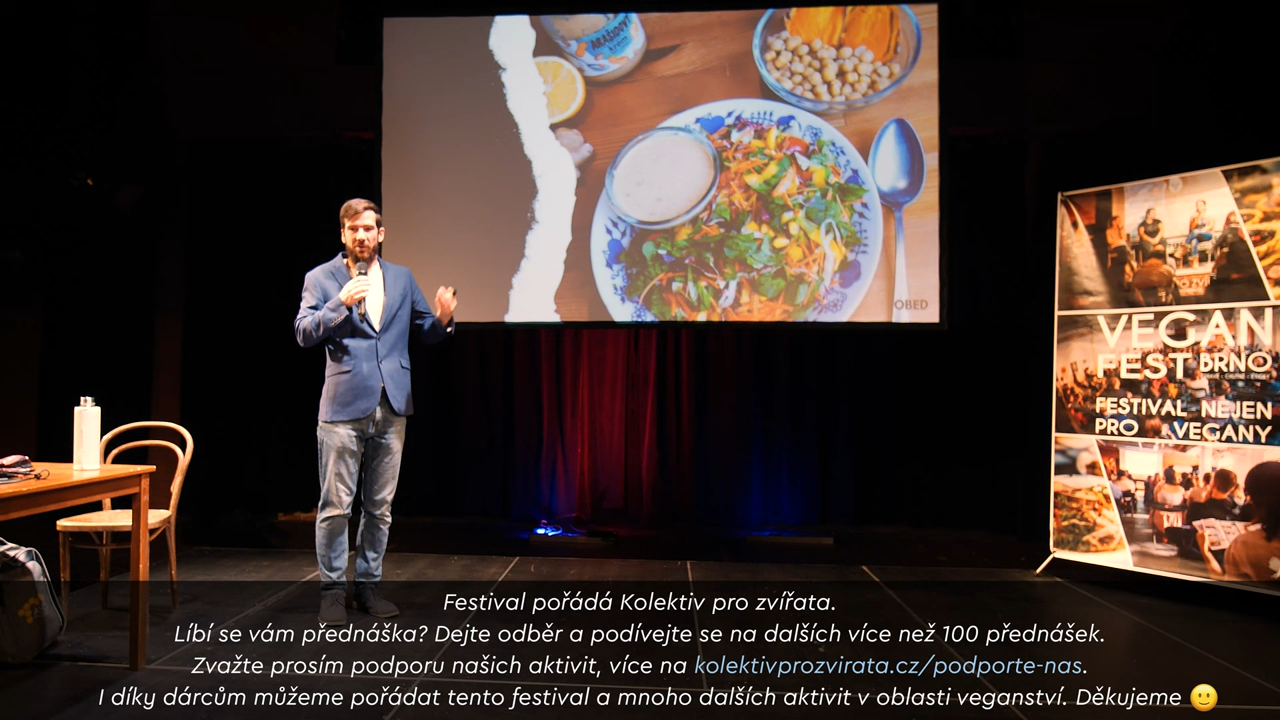 ARAŠÍDOVÝ
krém
OBED
VEGAN
FEST BRNO
FESTIVAL NEJEN
PRO VEGANY
Festival pořádá Kolektiv pro zvířata.
Líbí se vám přednáška? Dejte odběr a podívejte se na dalších více než 100 přednášek.
Zvažte prosím podporu našich aktivit, více na kolektivprozvirata.cz/podporte-nas.
I díky dárcům můžeme pořádat tento festival a mnoho dalších aktivit v oblasti veganství. Děkujeme 🙂